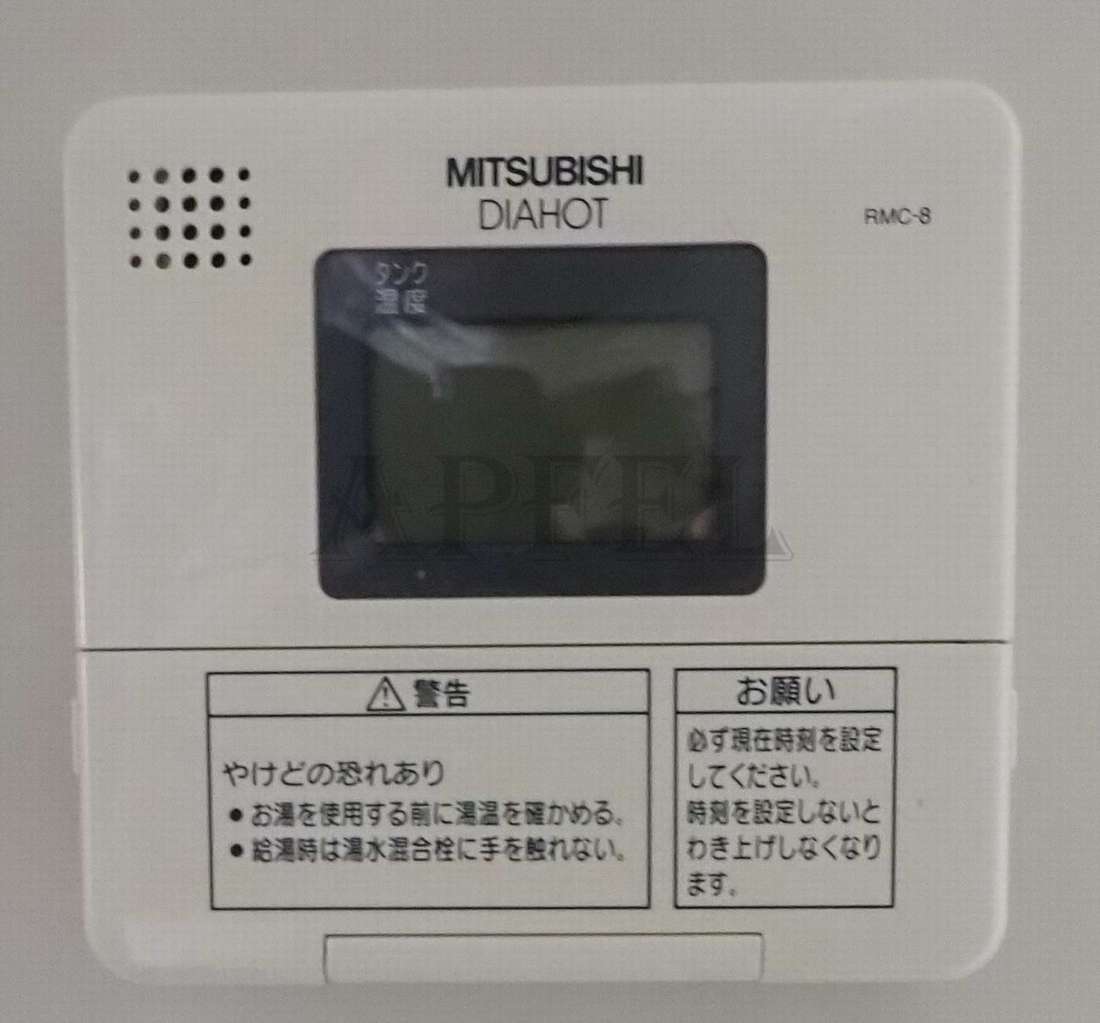 MITSUBISHI
DIAHOT
RMC-8
タンク
温度
APEEL
⚠ 警告
やけどの恐れあり
● お湯を使用する前に湯温を確かめる。
● 給湯時は湯水混合栓に手を触れない。
お願い
必ず現在時刻を設定
してください。
時刻を設定しないと
わき上げしなくなり
ます。